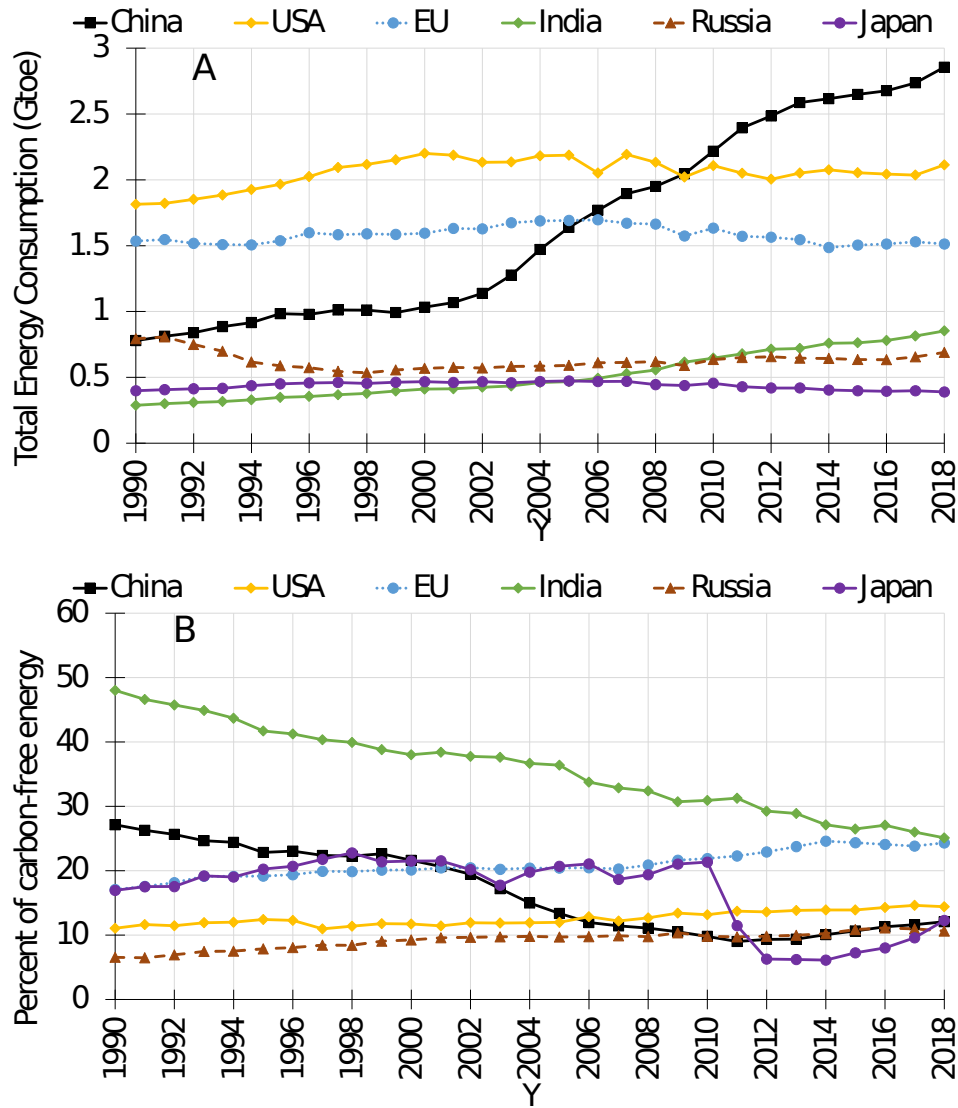 China USA EU India Russia Japan
A
Total Energy Consumption (Gtoe)
3
2.5
2
1.5
1
0.5
0
1990 1992 1994 1996 1998 2000 2002 2004 2006 2008 2010 2012 2014 2016 2018
Y
China USA EU India Russia Japan
B
Percent of carbon-free energy
60
50
40
30
20
10
0
1990 1992 1994 1996 1998 2000 2002 2004 2006 2008 2010 2012 2014 2016 2018
Y